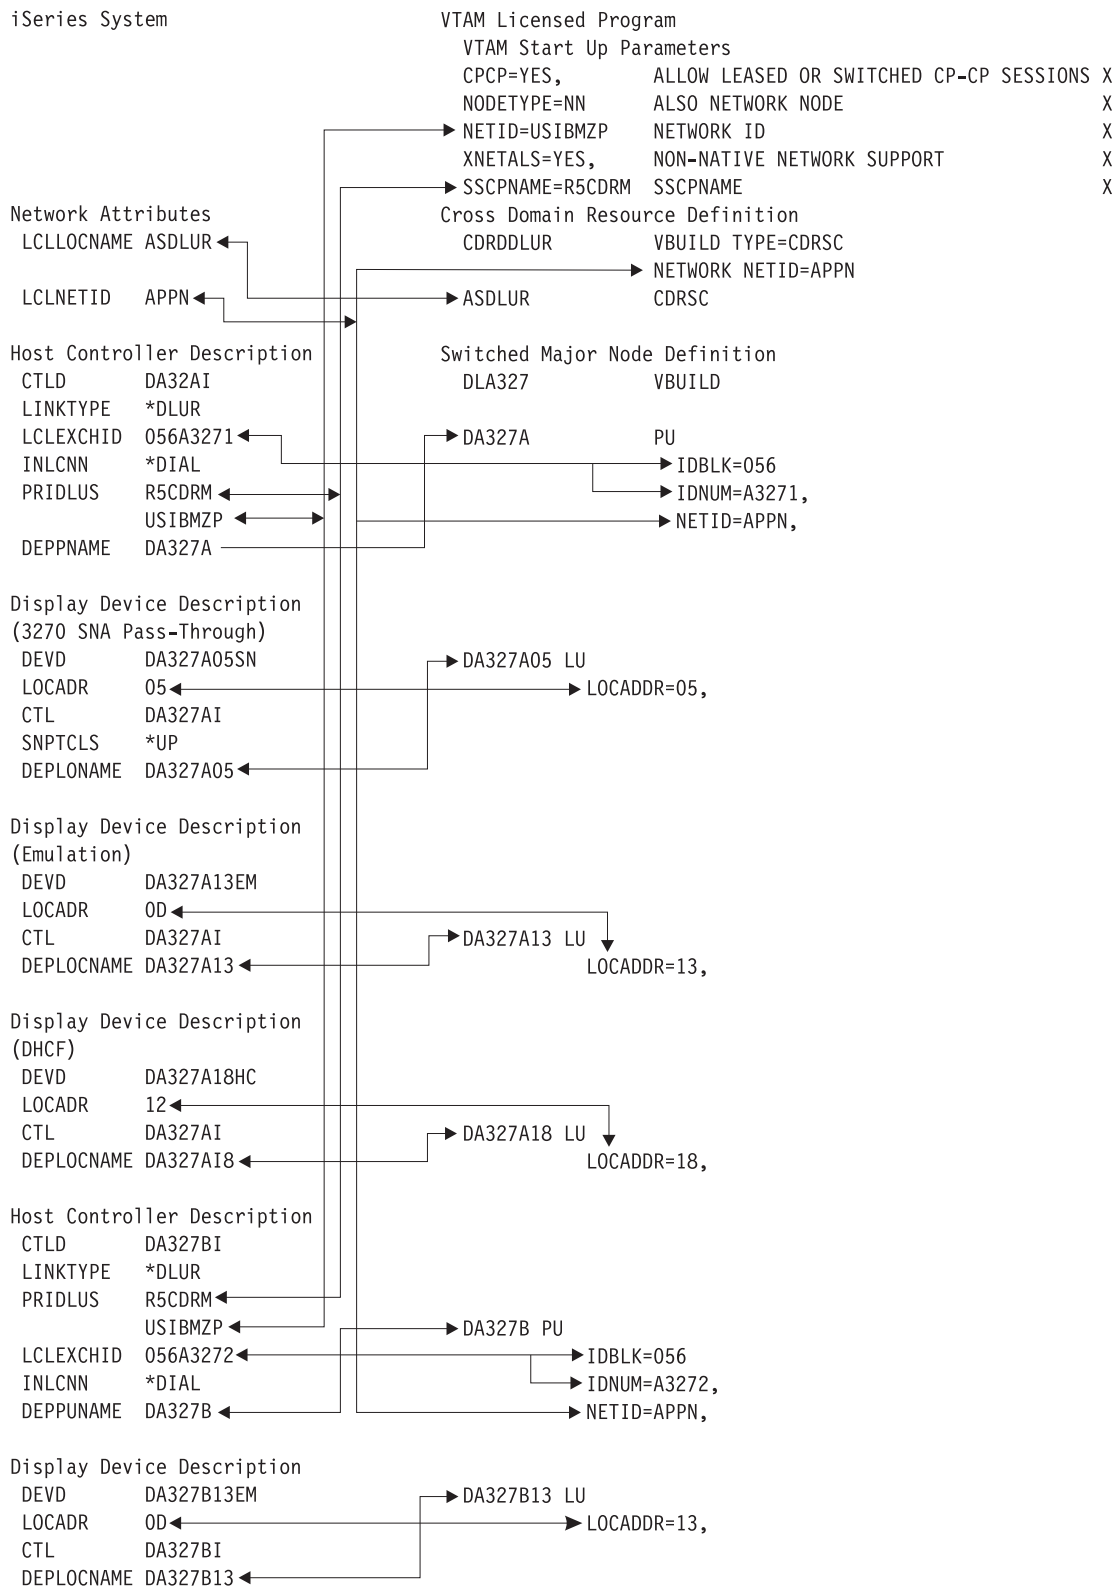 iSeries System VTAM Licensed Program
VTAM Start Up Parameters
CPCP=YES, ALLOW LEASED OR SWITCHED CP-CP SESSIONS X
NODETYPE=NN ALSO NETWORK NODE X
NETID=USIBMZP NETWORK ID X
XNETALS=YES, NON-NATIVE NETWORK SUPPORT X
SSCPNAME=R5CDRM SSCPNAME X
Network Attributes Cross Domain Resource Definition
LCLLOCNAME ASDLUR CDRDDLUR VBUILD TYPE=CDRSC
NETWORK NETID=APPN
LCLNETID APPN ASDLUR CDRSC
Host Controller Description Switched Major Node Definition
CTLD DA32AI DLA327 VBUILD
LINKTYPE *DLUR
LCLEXCHID 056A3271 DA327A PU
INLCNN *DIAL IDBLK=056
PRIDLUS R5CDRM IDNUM=A3271,
USIBMZP NETID=APPN,
DEPPNAME DA327A
Display Device Description
(3270 SNA Pass-Through)
DEVD DA327A05SN DA327A05 LU
LOCADR 05 LOCADDR=05,
CTL DA327AI
SNPTCLS *UP
DEPLONAME DA327A05
Display Device Description
(Emulation)
DEVD DA327A13EM
LOCADR 0D
CTL DA327AI DA327A13 LU
DEPLOCNAME DA327A13 LOCADDR=13,
Display Device Description
(DHCF)
DEVD DA327A18HC
LOCADR 12
CTL DA327AI DA327A18 LU
DEPLOCNAME DA327AI8 LOCADDR=18,
Host Controller Description
CTLD DA327BI
LINKTYPE *DLUR
PRIDLUS R5CDRM
USIBMZP DA327B PU
LCLEXCHID 056A3272 IDBLK=056
INLCNN *DIAL IDNUM=A3272,
DEPPUNAME DA327B NETID=APPN,
Display Device Description
DEVD DA327B13EM DA327B13 LU
LOCADR 0D LOCADDR=13,
CTL DA327BI
DEPLOCNAME DA327B13